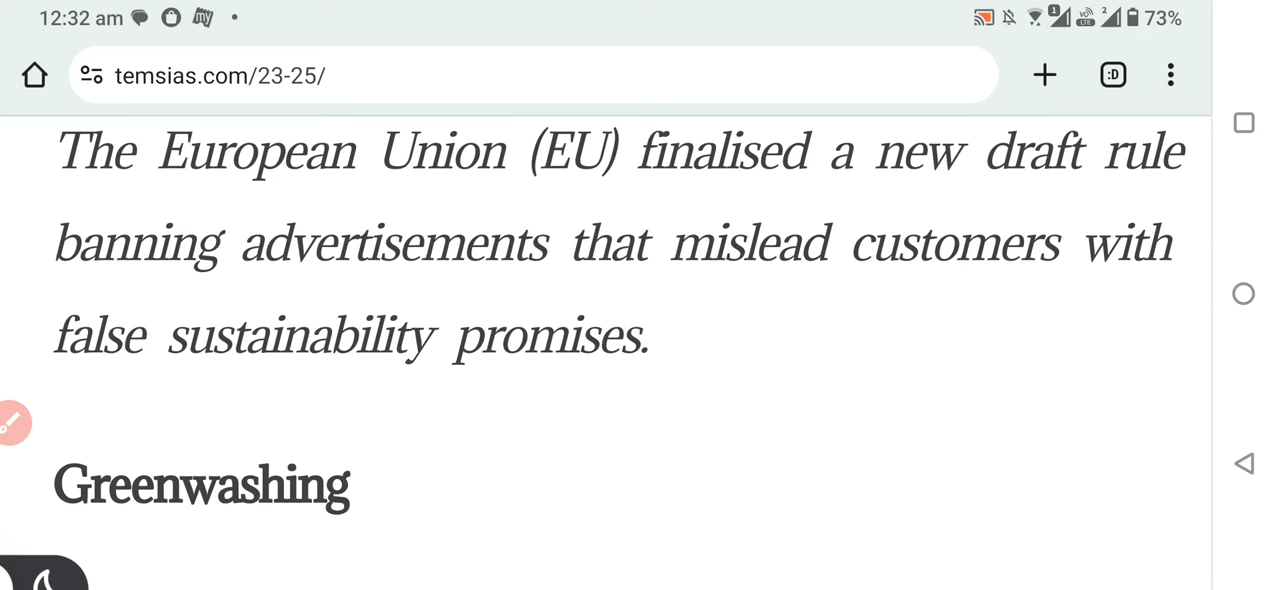 12:32 am 73%
temsias.com/23-25/
The European Union (EU) finalised a new draft rule
banning advertisements that mislead customers with
false sustainability promises.
Greenwashing